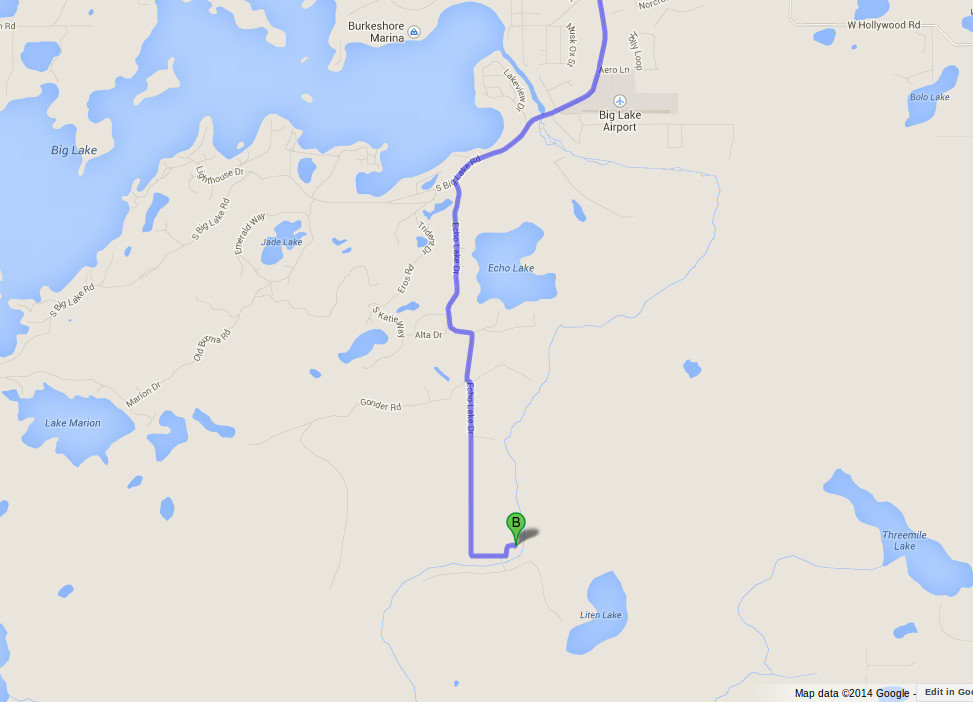 n Rd
Norcro
Burkeshore
Marina
Musk Ox St
Jolly Loop
W Hollywood Rd
Lakeview Dr
Aero Ln
Bolo Lake
Big Lake
Airport
Big Lake
S Big Lake Rd
Lighthouse Dr
S Big Lake Rd
Emerald Way
Jade Lake
Trident Dr
Echo Lake Dr
Echo Lake
Eros Rd
S Big Lake Rd
S Katie Way
Alta Dr
Old Burma Rd
Marion Dr
Echo Lake Dr
Gonder Rd
Lake Marion
B
Threemile
Lake
Liten Lake
Map data ©2014 Google -
Edit in Goo